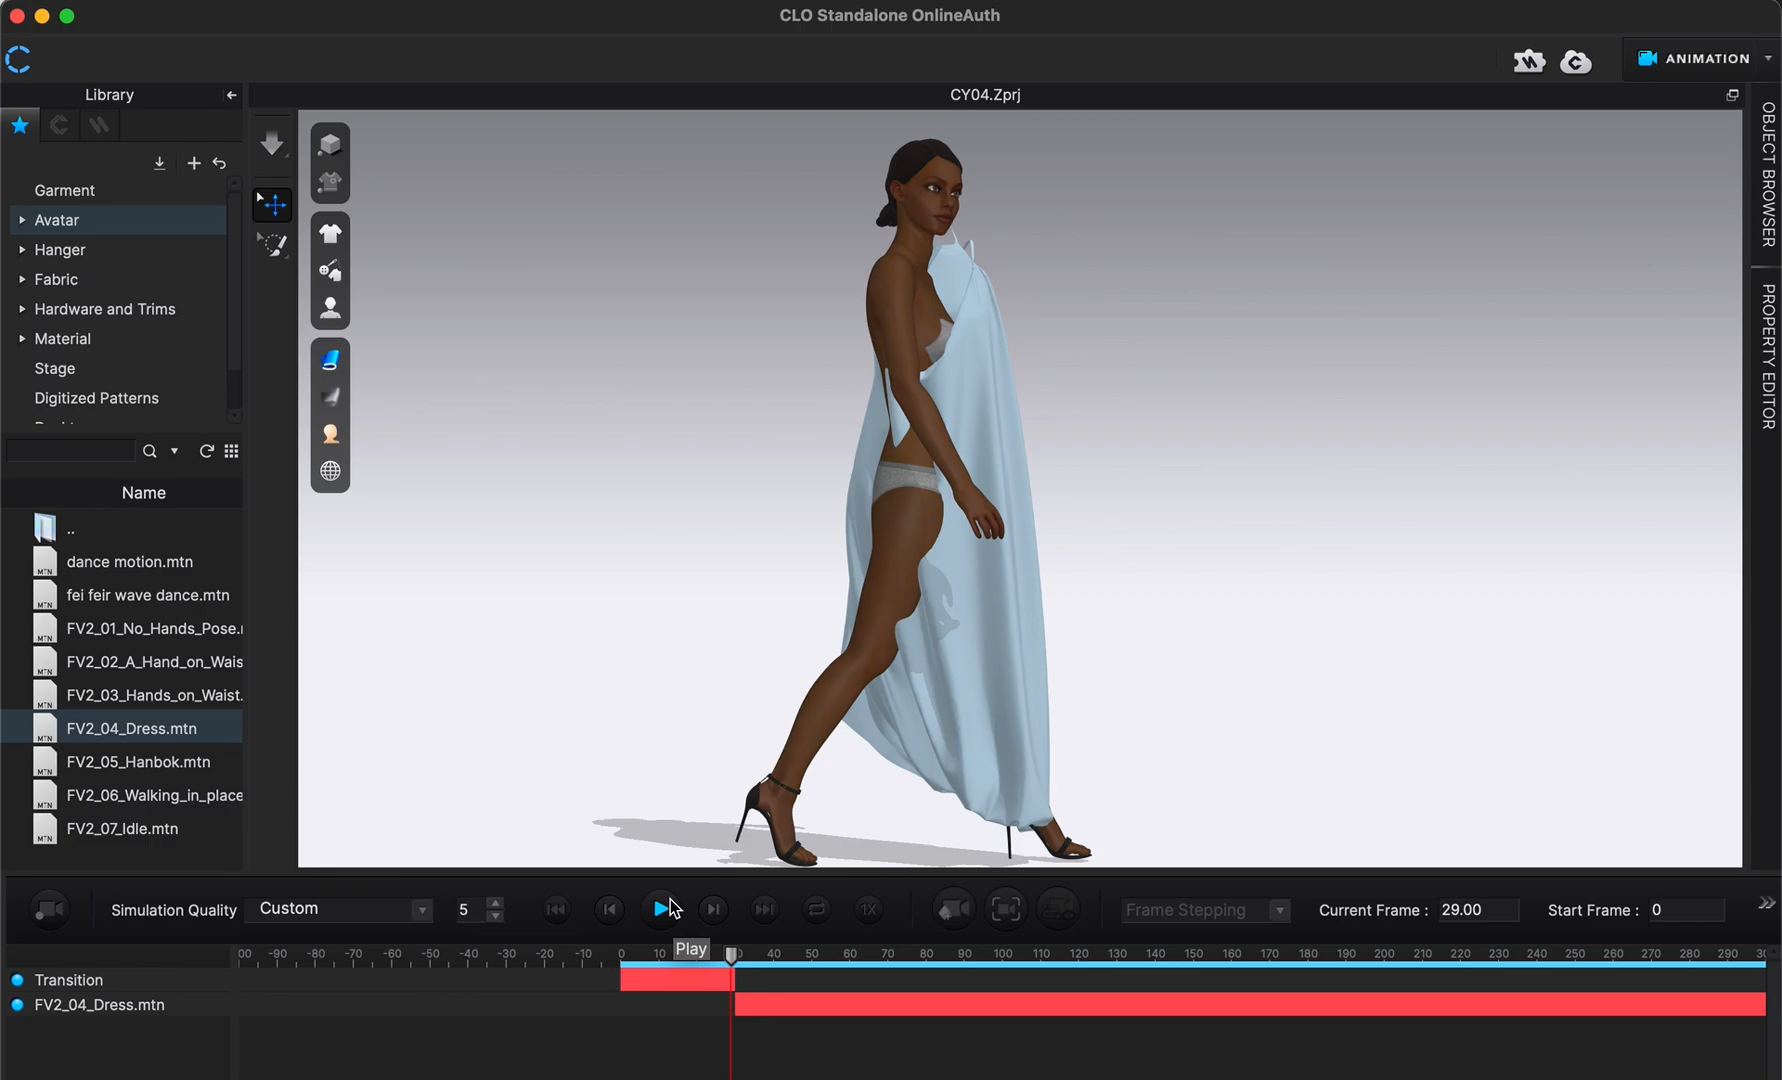 CLO Standalone OnlineAuth
ANIMATION
Library
CY04.Zprj
OBJECT BROWSER
PROPERTY EDITOR
Garment
Avatar
Hanger
Fabric
Hardware and Trims
Material
Stage
Digitized Patterns
Name
..
dance motion.mtn
fei feir wave dance.mtn
FV2_01_No_Hands_Pose.
FV2_02_A_Hand_on_Wais
FV2_03_Hands_on_Waist.
FV2_04_Dress.mtn
FV2_05_Hanbok.mtn
FV2_06_Walking_in_place
FV2_07_Idle.mtn
Simulation Quality Custom 5 1X Frame Stepping Current Frame : 29.00 Start Frame : 0
Play
00 -90 -80 -70 -60 -50 -40 -30 -20 -10 0 10 40 50 60 70 80 90 100 110 120 130 140 150 160 170 180 190 200 210 220 230 240 250 260 270 280 290 30
Transition
FV2_04_Dress.mtn